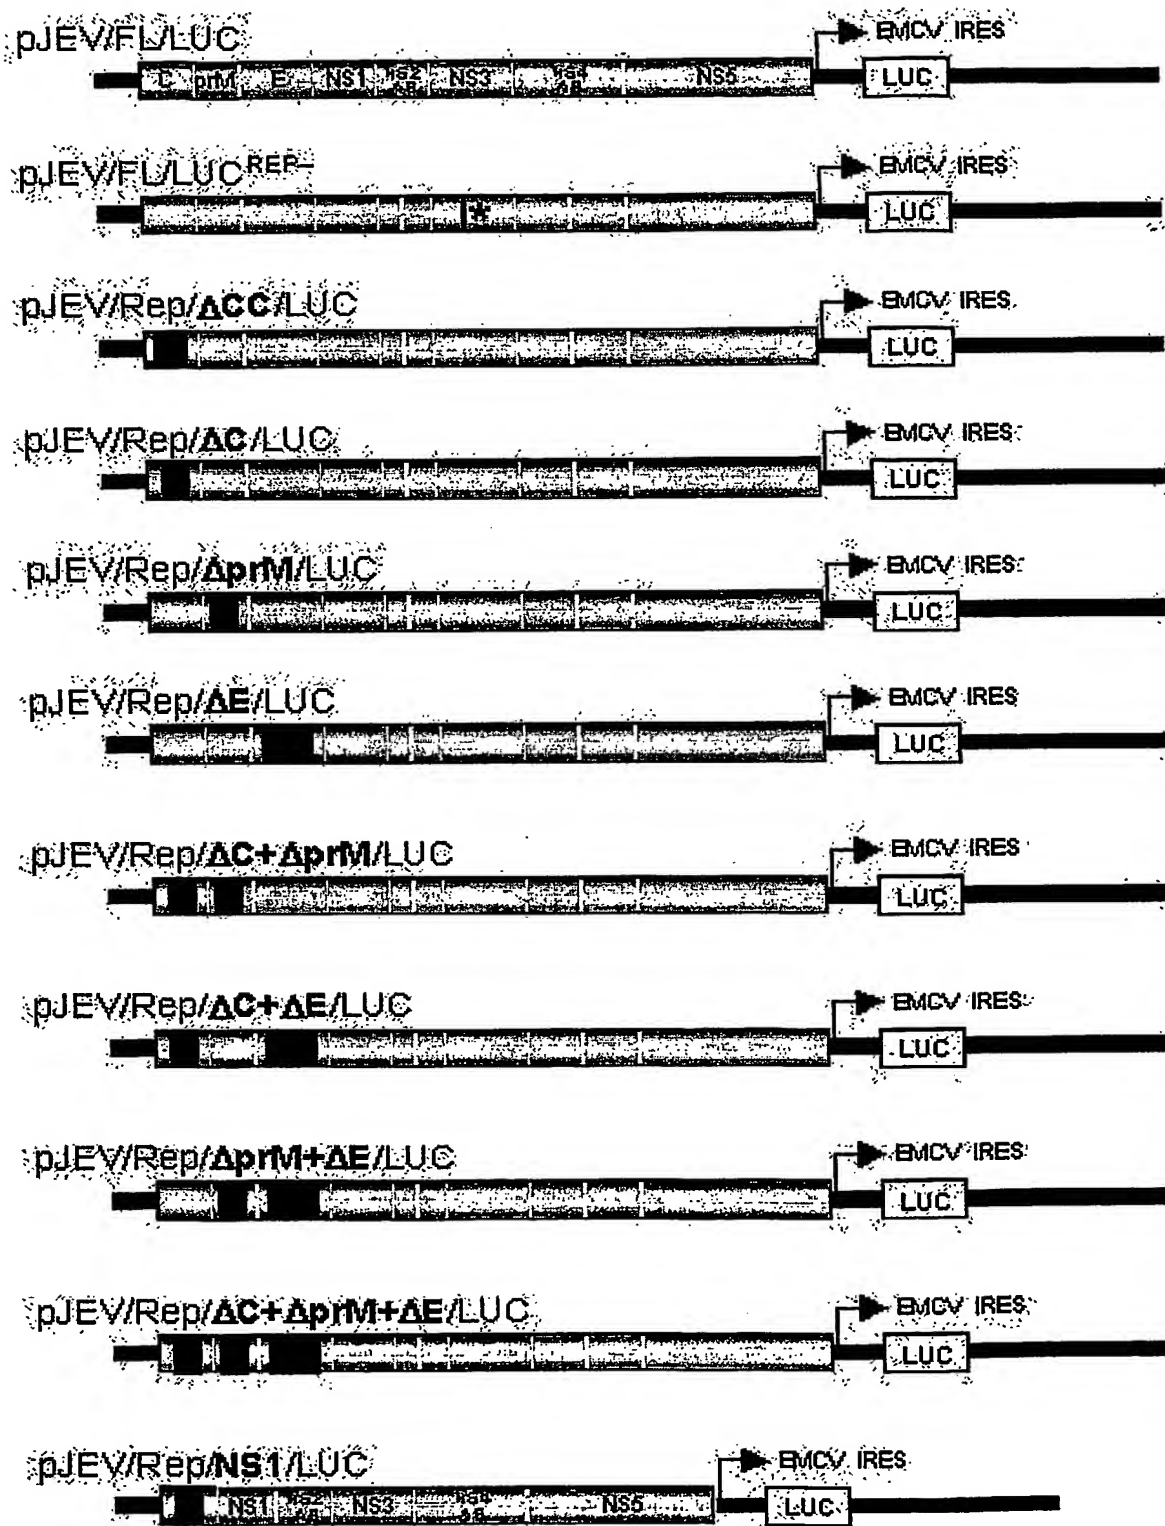 pJEV/FL/LUC
EMCV IRES
C prM E NS1 NS2 AB NS3 NS4 AB NS5 LUC
pJEV/FL/LUC REP–
EMCV IRES
* LUC
pJEV/Rep/ΔCC/LUC
EMCV IRES
LUC
pJEV/Rep/ΔC/LUC
EMCV IRES
LUC
pJEV/Rep/ΔprM/LUC
EMCV IRES
LUC
pJEV/Rep/ΔE/LUC
EMCV IRES
LUC
pJEV/Rep/ΔC+ΔprM/LUC
EMCV IRES
LUC
pJEV/Rep/ΔC+ΔE/LUC
EMCV IRES
LUC
pJEV/Rep/ΔprM+ΔE/LUC
EMCV IRES
LUC
pJEV/Rep/ΔC+ΔprM+ΔE/LUC
EMCV IRES
LUC
pJEV/Rep/NS1/LUC
EMCV IRES
NS1 NS2 AB NS3 NS4 AB NS5 LUC